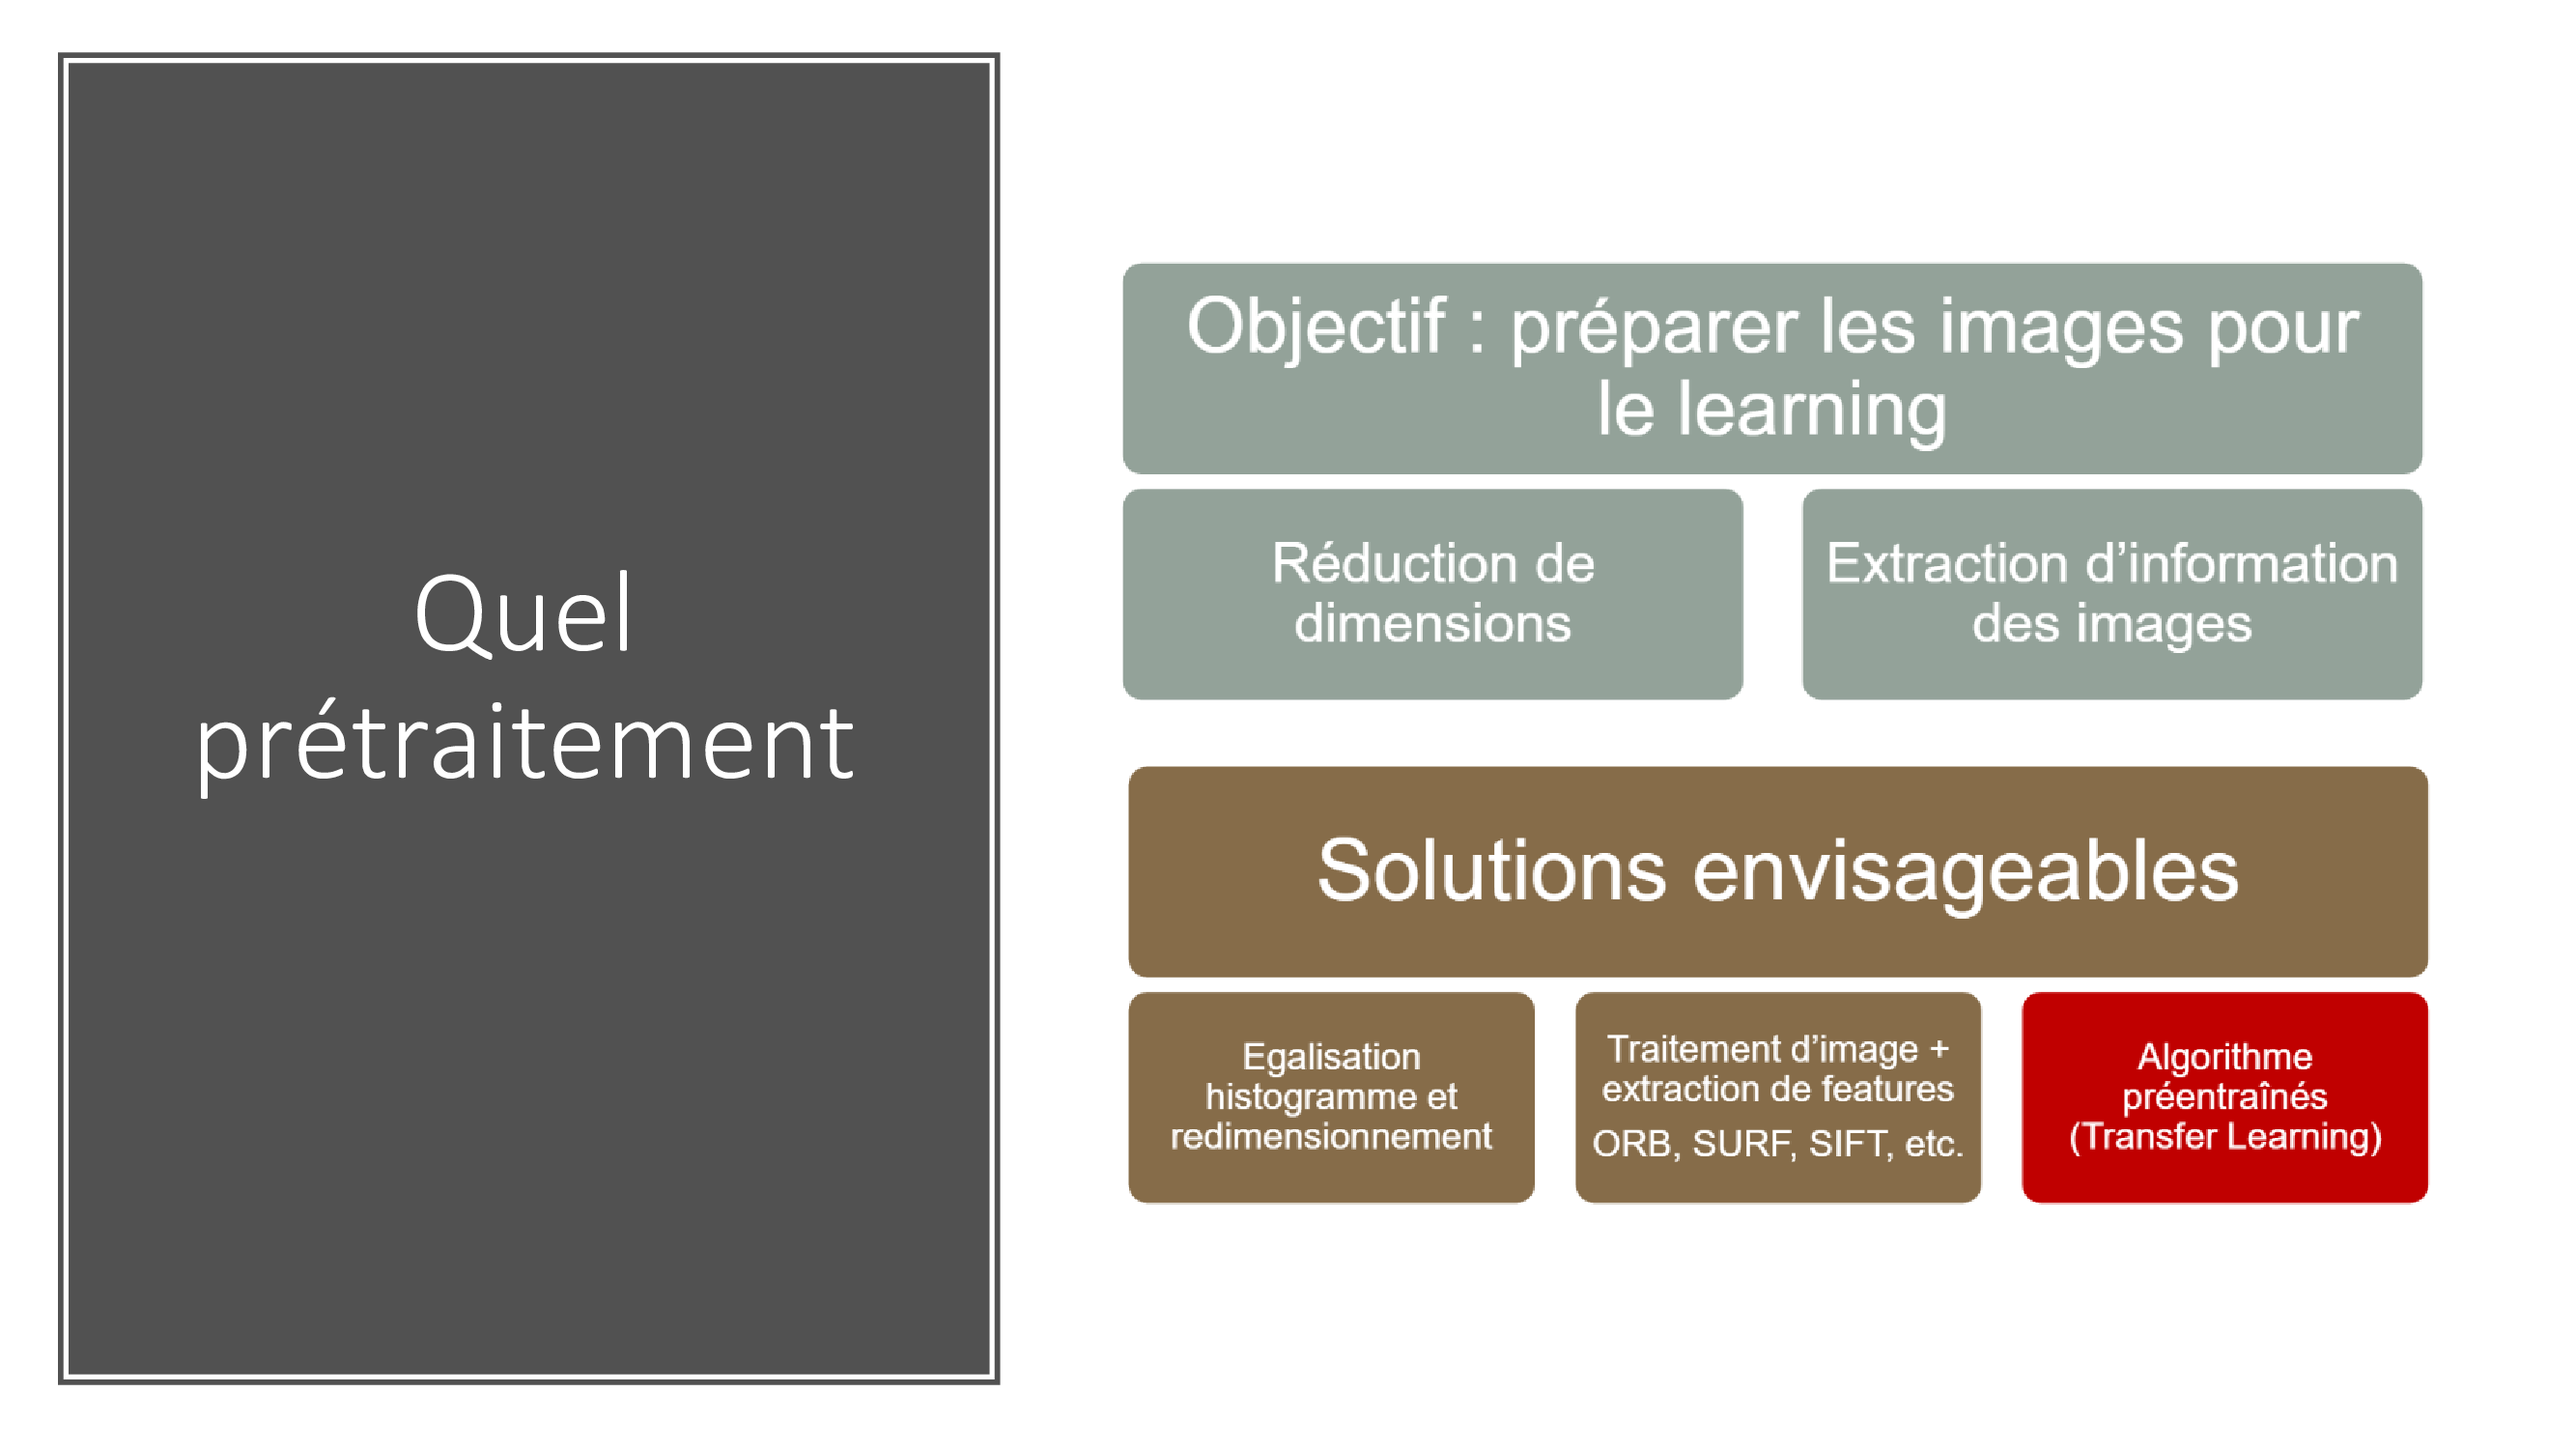 Quel
prétraitement
Objectif : préparer les images pour
le learning
Réduction de
dimensions
Extraction d’information
des images
Solutions envisageables
Egalisation
histogramme et
redimensionnement
Traitement d’image +
extraction de features
ORB, SURF, SIFT, etc.
Algorithme
préentraînés
(Transfer Learning)